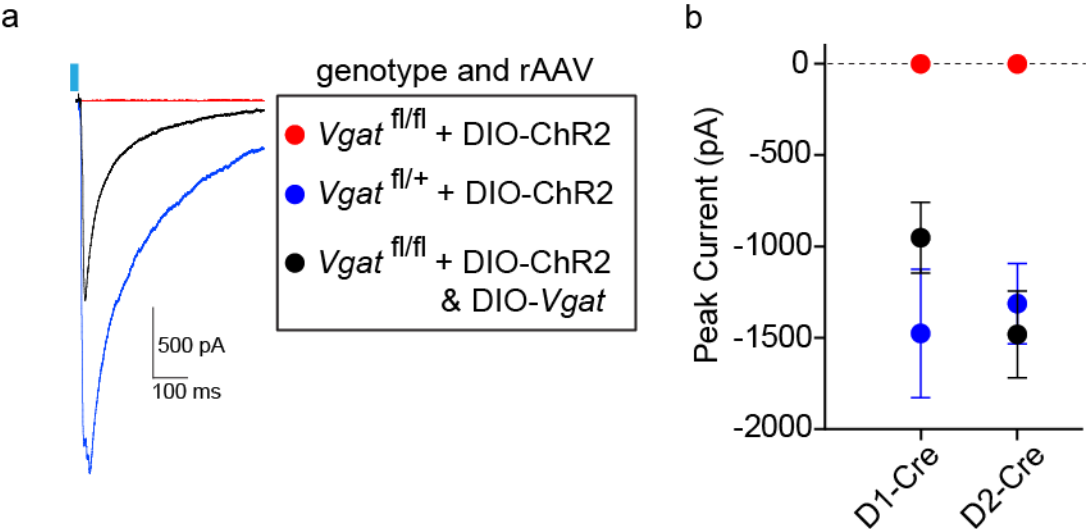 a
genotype and rAAV
Vgat fl/fl + DIO-ChR2
Vgat fl/+ + DIO-ChR2
Vgat fl/fl + DIO-ChR2
& DIO-Vgat
500 pA
100 ms
b
Peak Current (pA)
0
-500
-1000
-1500
-2000
D1-Cre
D2-Cre